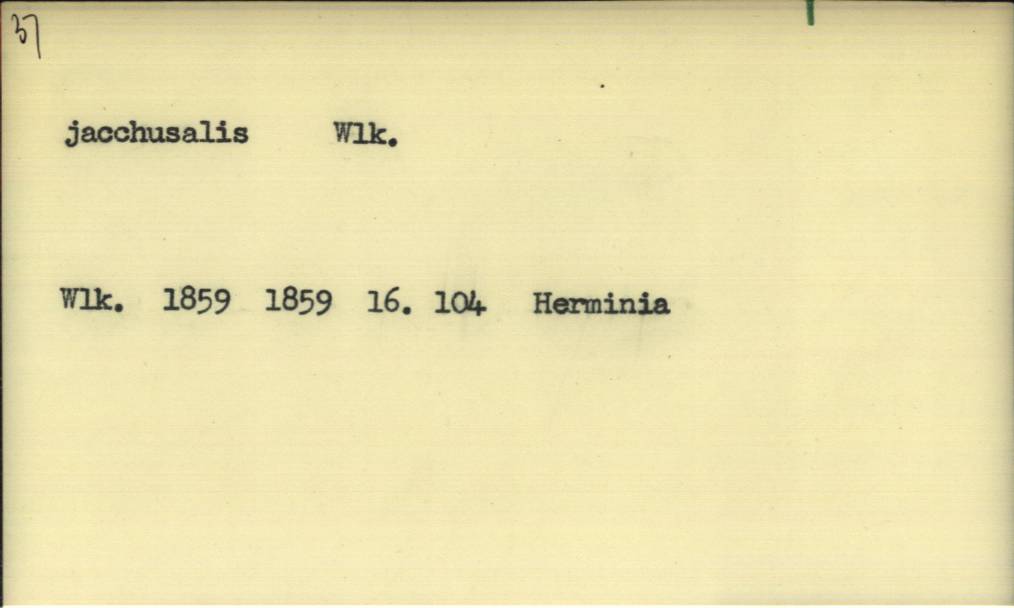 37
jacchusalis Wlk.
Wlk. 1859 1859 16. 104 Herminia